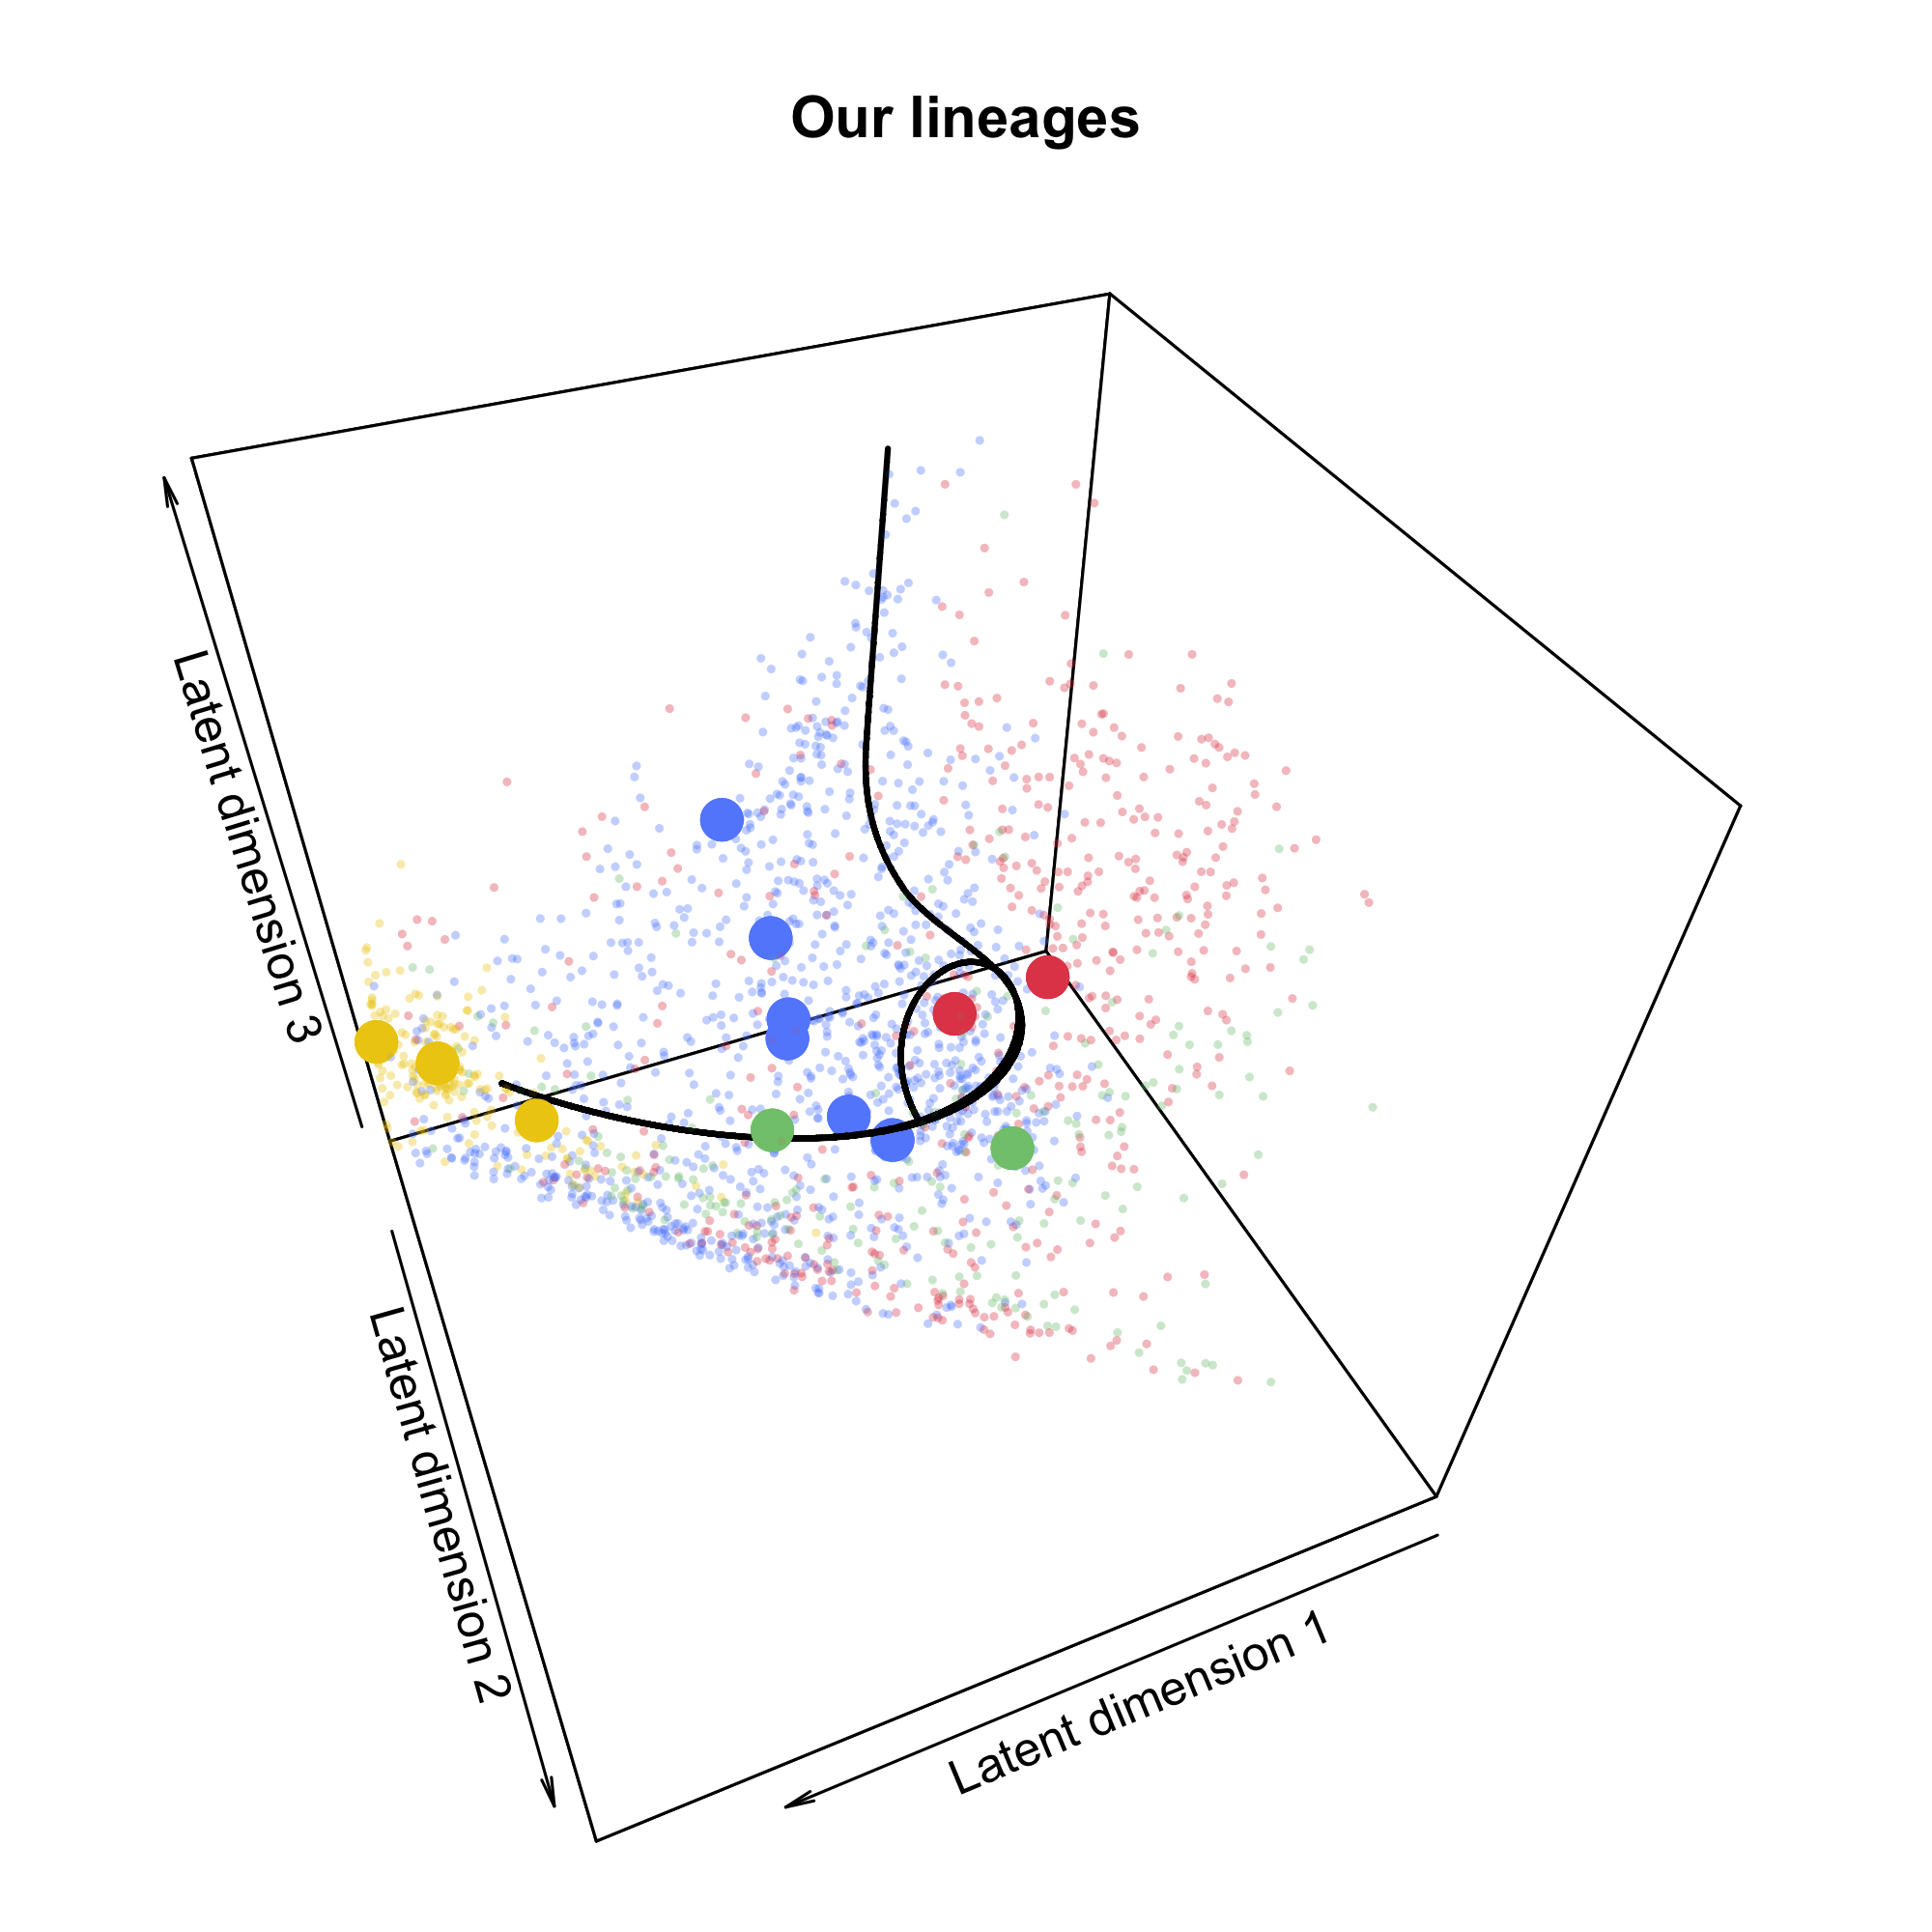 Our lineages
Latent dimension 3
Latent dimension 2
Latent dimension 1